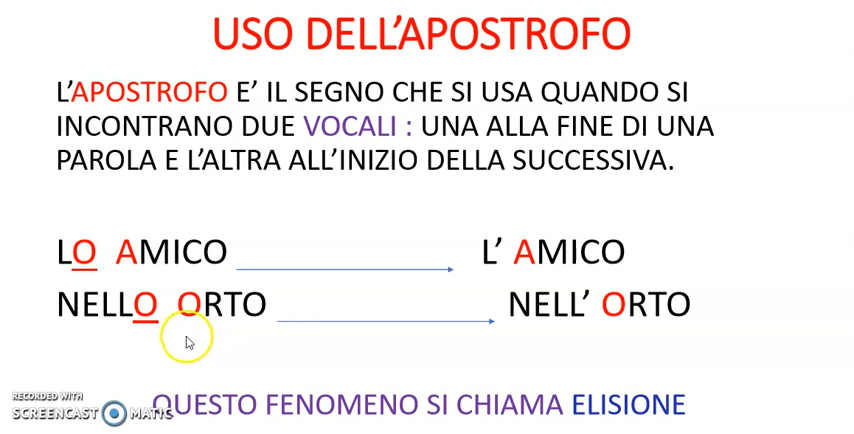 USO DELL'APOSTROFO
L'APOSTROFO E' IL SEGNO CHE SI USA QUANDO SI
INCONTRANO DUE VOCALI : UNA ALLA FINE DI UNA
PAROLA E L'ALTRA ALL'INIZIO DELLA SUCCESSIVA.
LO AMICO L' AMICO
NELLO ORTO NELL' ORTO
RECORDED WITH
SCREENCAST MATIC
QUESTO FENOMENO SI CHIAMA ELISIONE